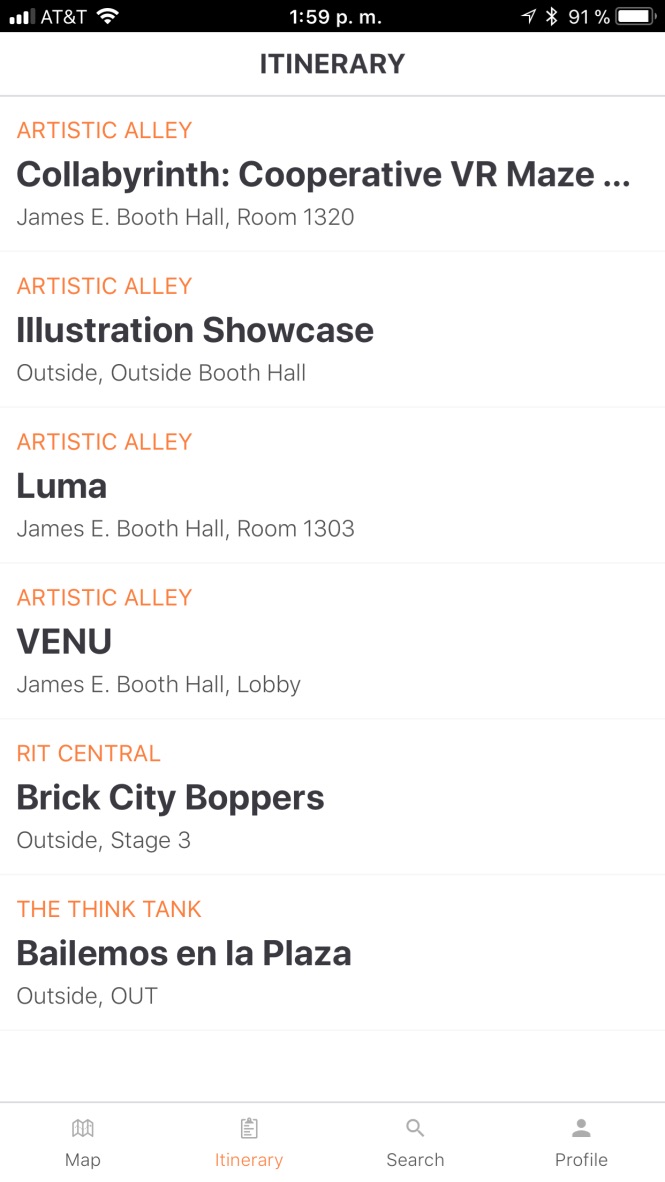 AT&T 1:59 p. m. 91 %
ITINERARY
ARTISTIC ALLEY
Collabyrinth: Cooperative VR Maze ...
James E. Booth Hall, Room 1320
ARTISTIC ALLEY
Illustration Showcase
Outside, Outside Booth Hall
ARTISTIC ALLEY
Luma
James E. Booth Hall, Room 1303
ARTISTIC ALLEY
VENU
James E. Booth Hall, Lobby
RIT CENTRAL
Brick City Boppers
Outside, Stage 3
THE THINK TANK
Bailemos en la Plaza
Outside, OUT
Map Itinerary Search Profile